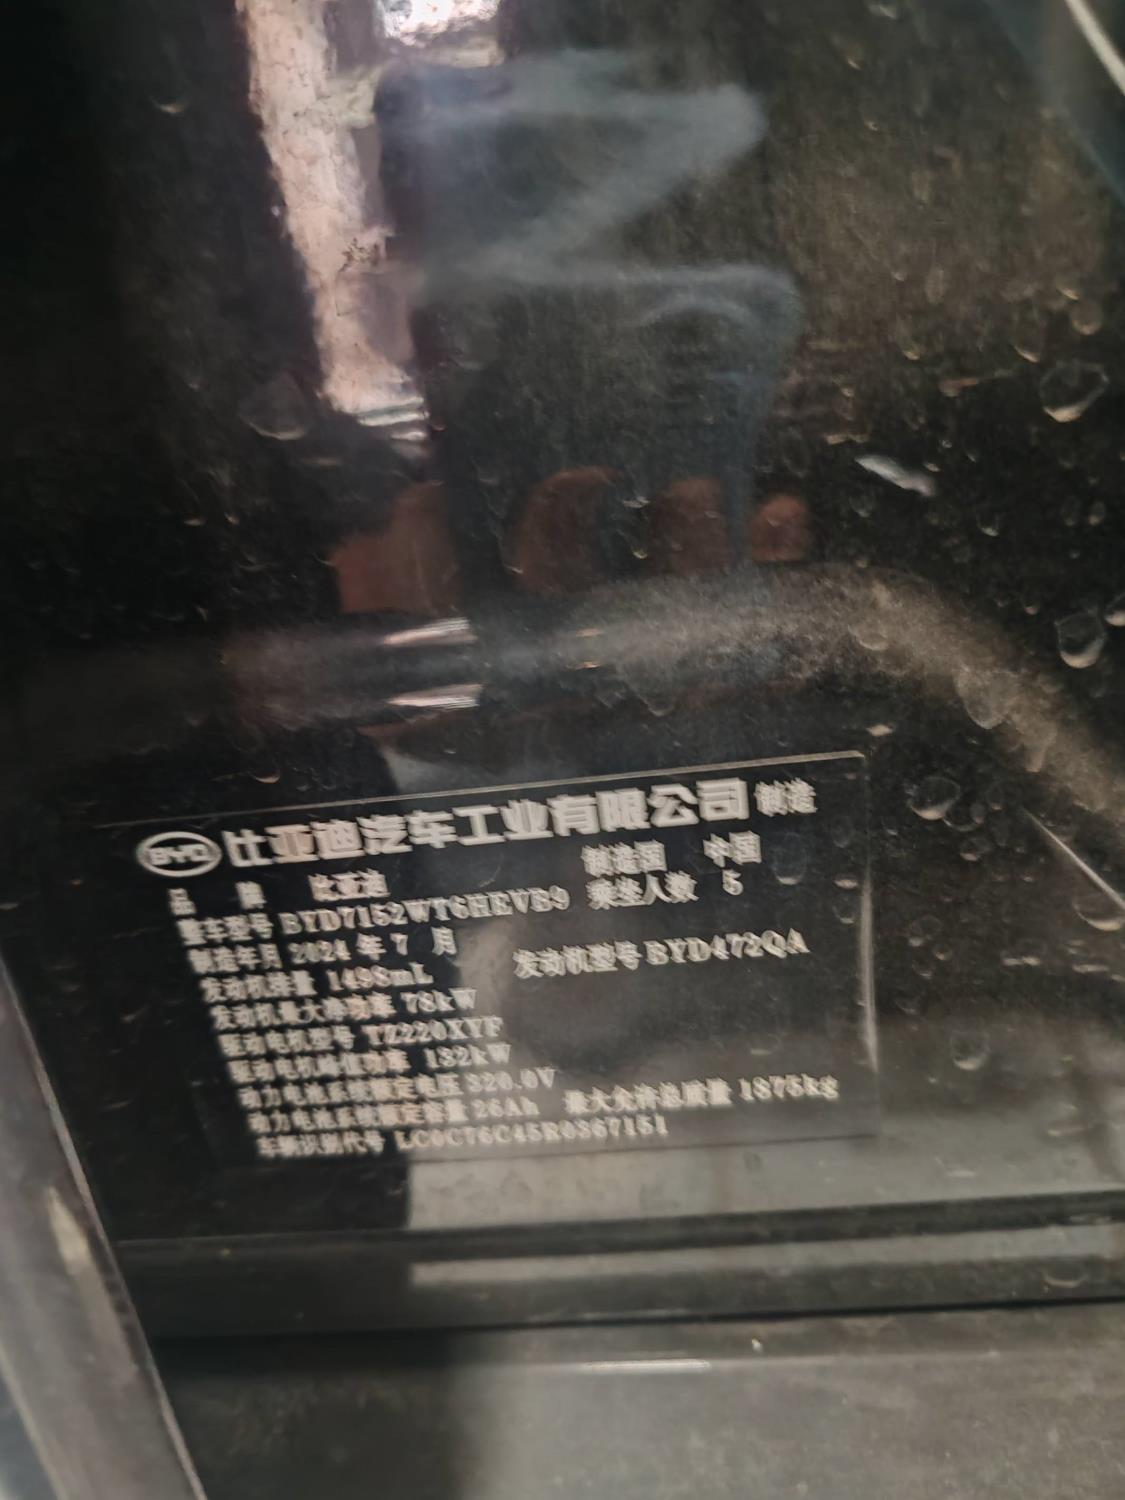 BYD 比亚迪汽车工业有限公司 制造
品 牌 比亚迪 制造国 中国
整车型号 BYD7152WT6HEVB9 乘坐人数 5
制造年月 2024 年 7 月
发动机排量 1498mL 发动机型号 BYD472QA
发动机最大净功率 78kW
驱动电机型号 TZ220XYF
驱动电机峰值功率 132kW
动力电池系统额定电压 320.0V
动力电池系统额定容量 26Ah 最大允许总质量 1875kg
车辆识别代号 LC0C76C45R0367151